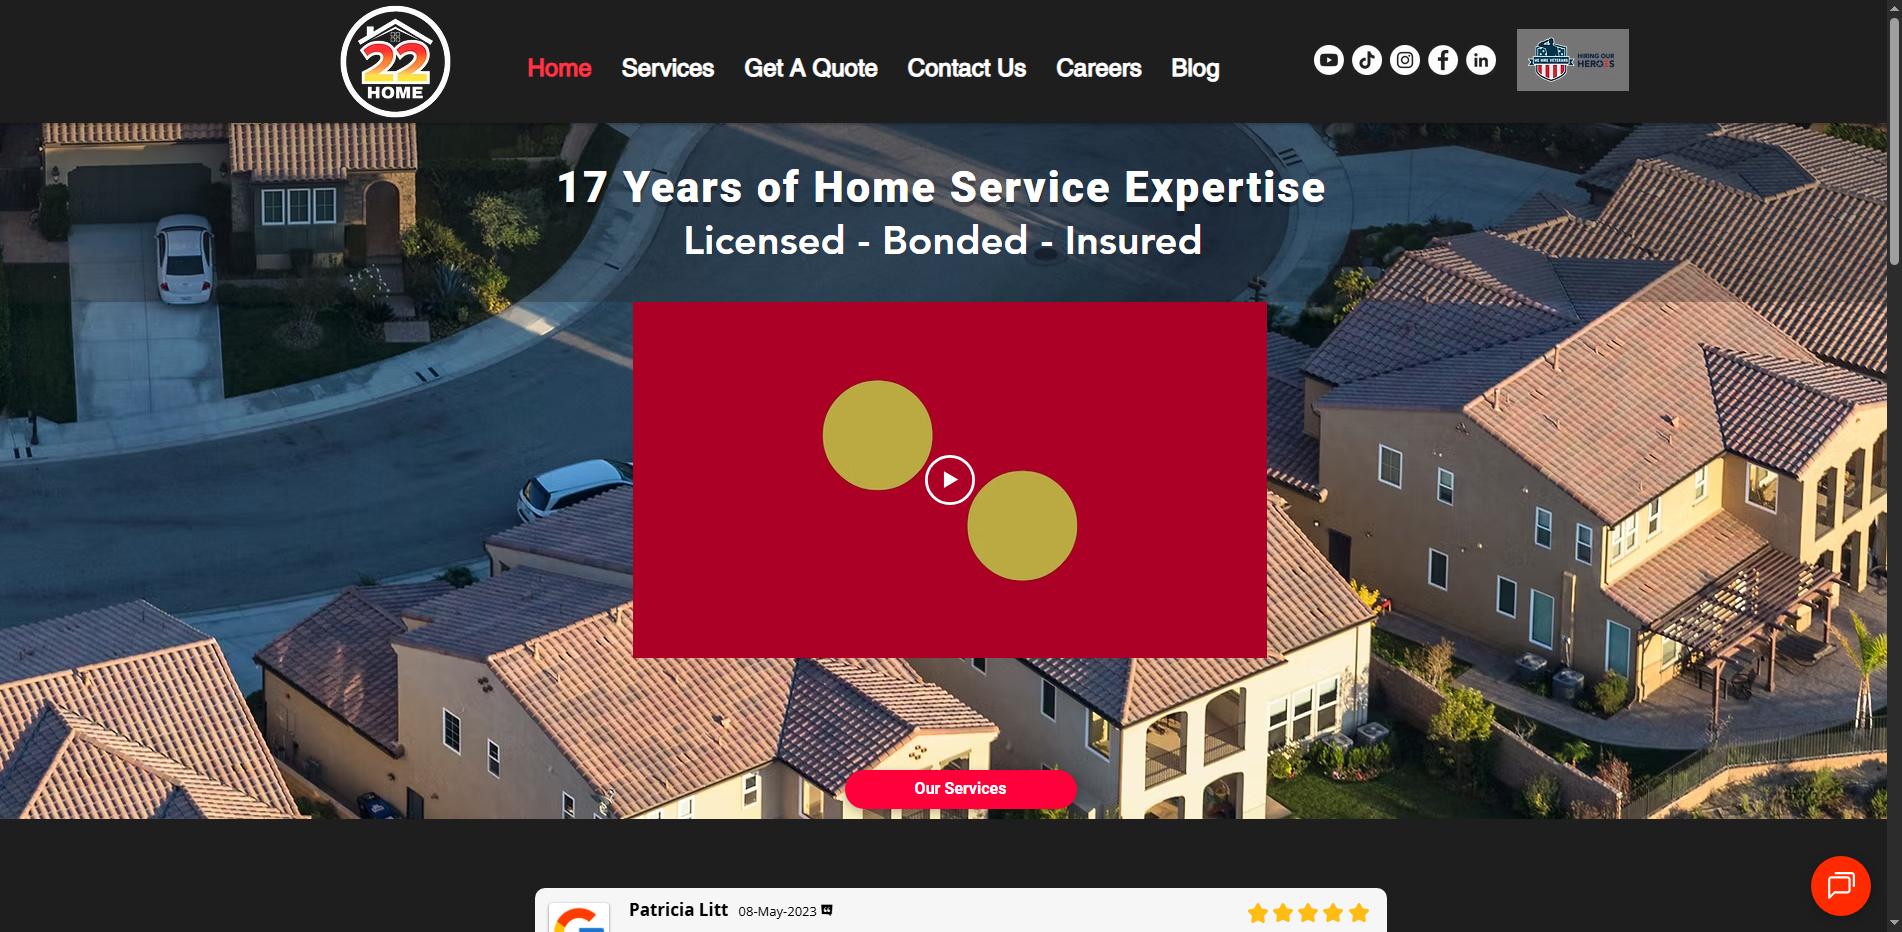 22
HOME
Home
Services
Get A Quote
Contact Us
Careers
Blog
WE HIRE VETERANS
HIRING OUR
HEROES
17 Years of Home Service Expertise
Licensed - Bonded - Insured
Our Services
Patricia Litt 08-May-2023